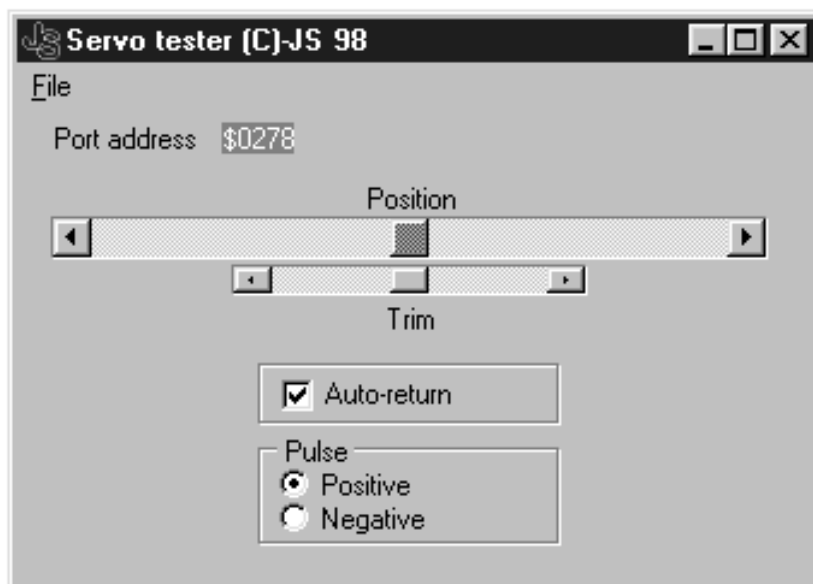 Servo tester (C)-JS 98
File
Port address $0278
Position
Trim
Auto-return
Pulse
Positive
Negative